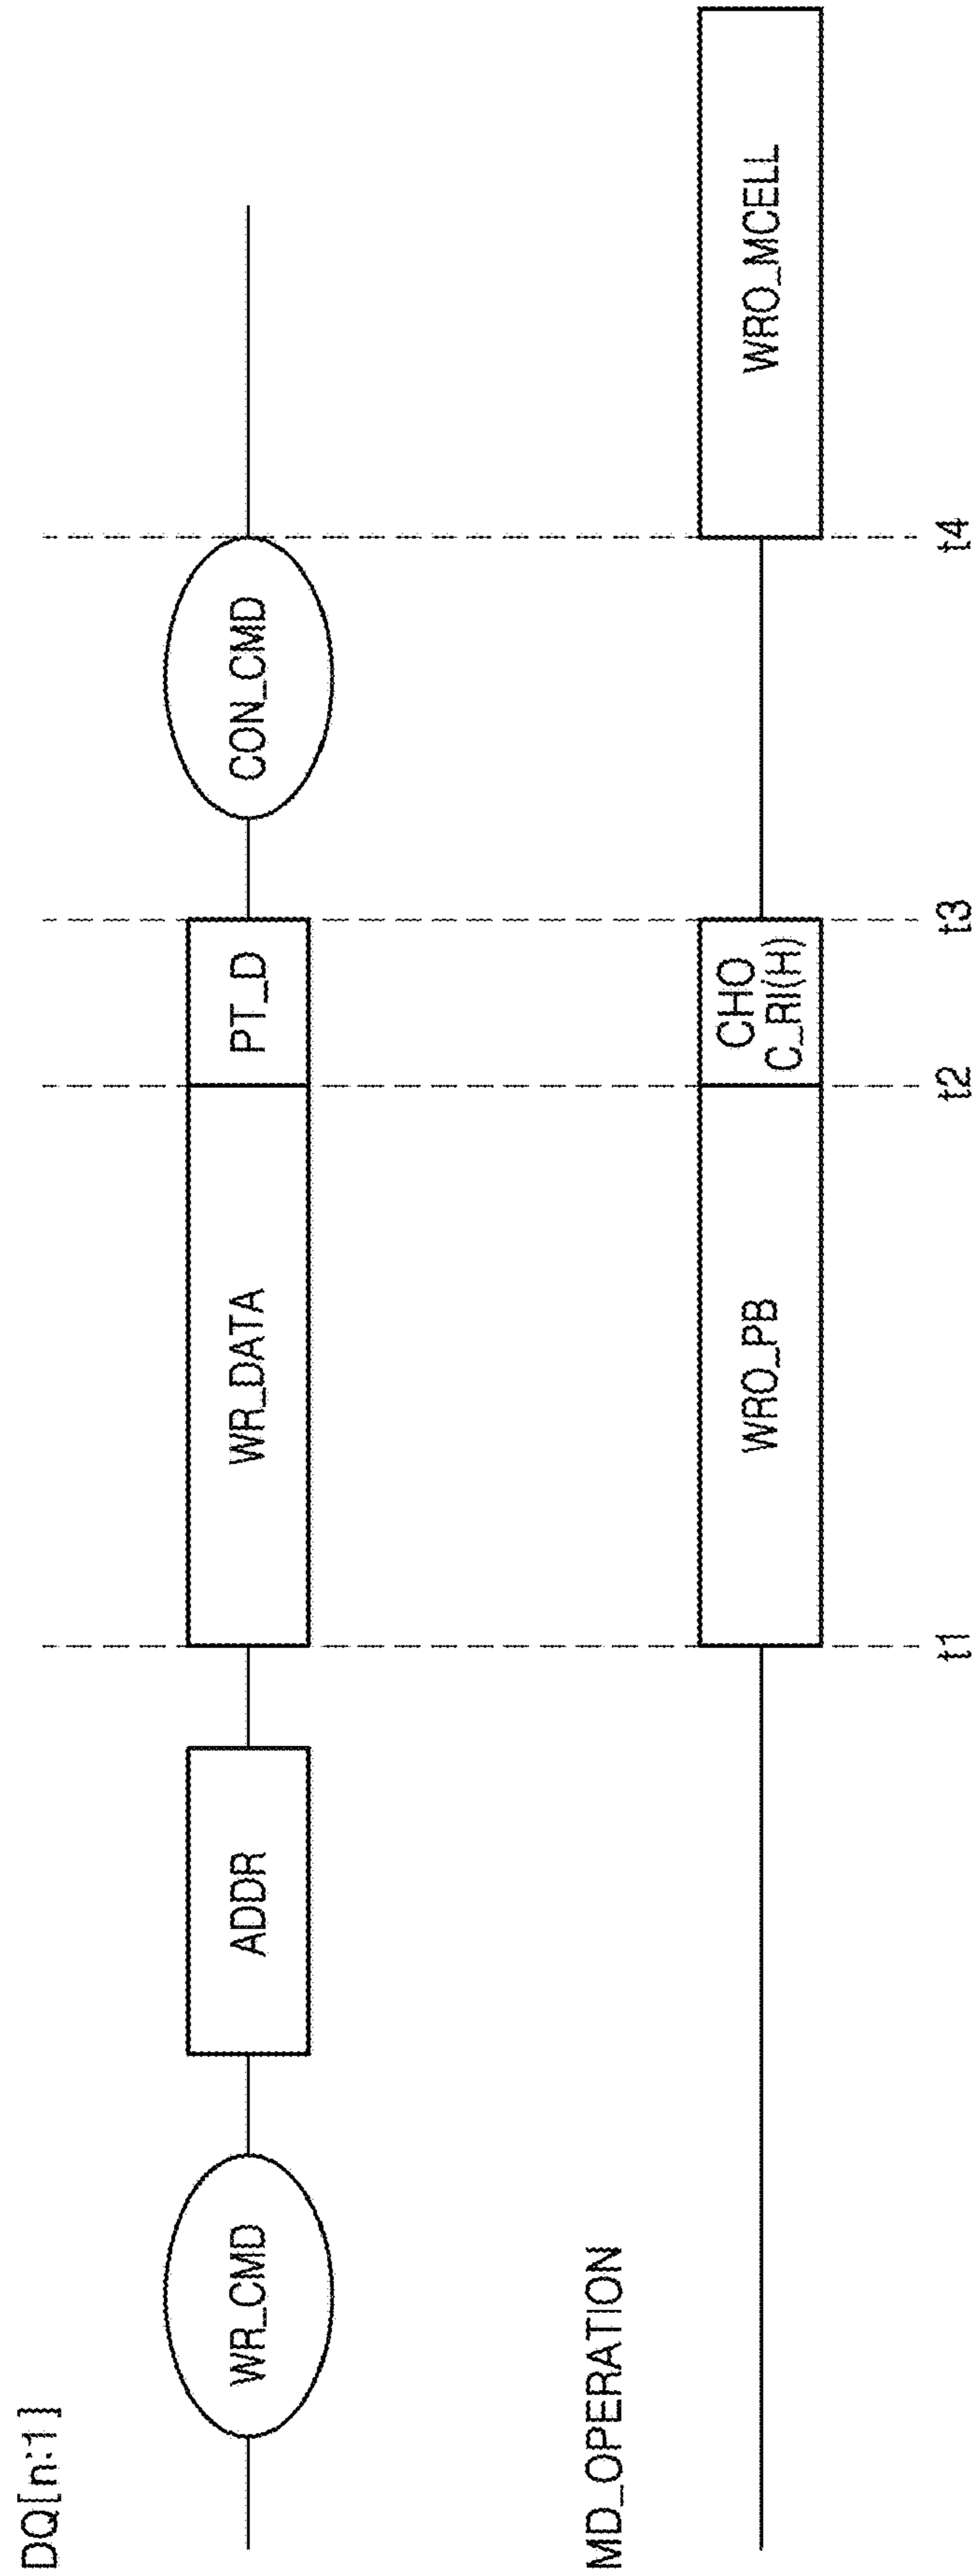 DQ[n:1]
WR_CMD
ADDR
WR_DATA
PT_D
CON_CMD
MD_OPERATION
WRO_PB
CHO
C_RI(H)
WRO_MCELL
t1
t2
t3
t4